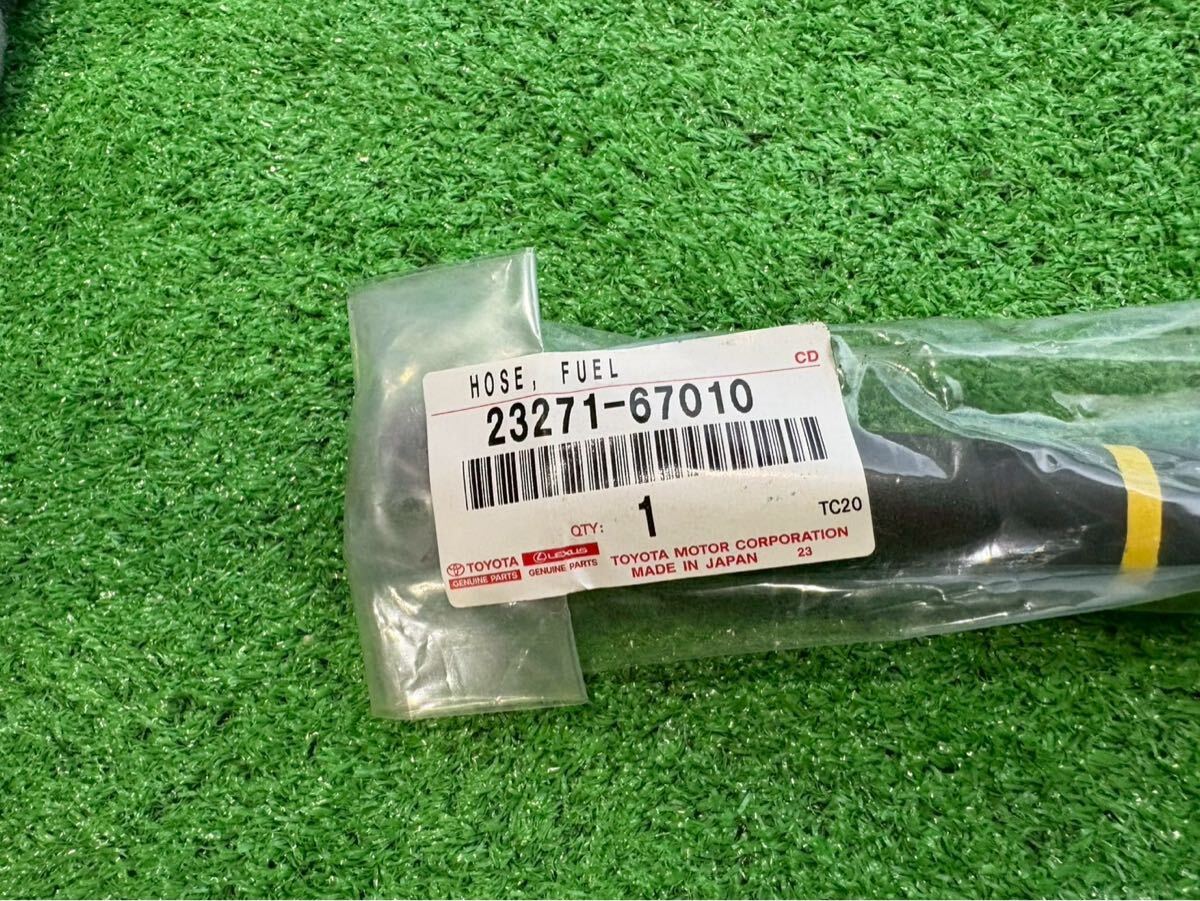 HOSE, FUEL
CD
23271-67010
QTY: 1
TC20
TOYOTA
GENUINE PARTS
LEXUS
GENUINE PARTS
TOYOTA MOTOR CORPORATION
MADE IN JAPAN 23